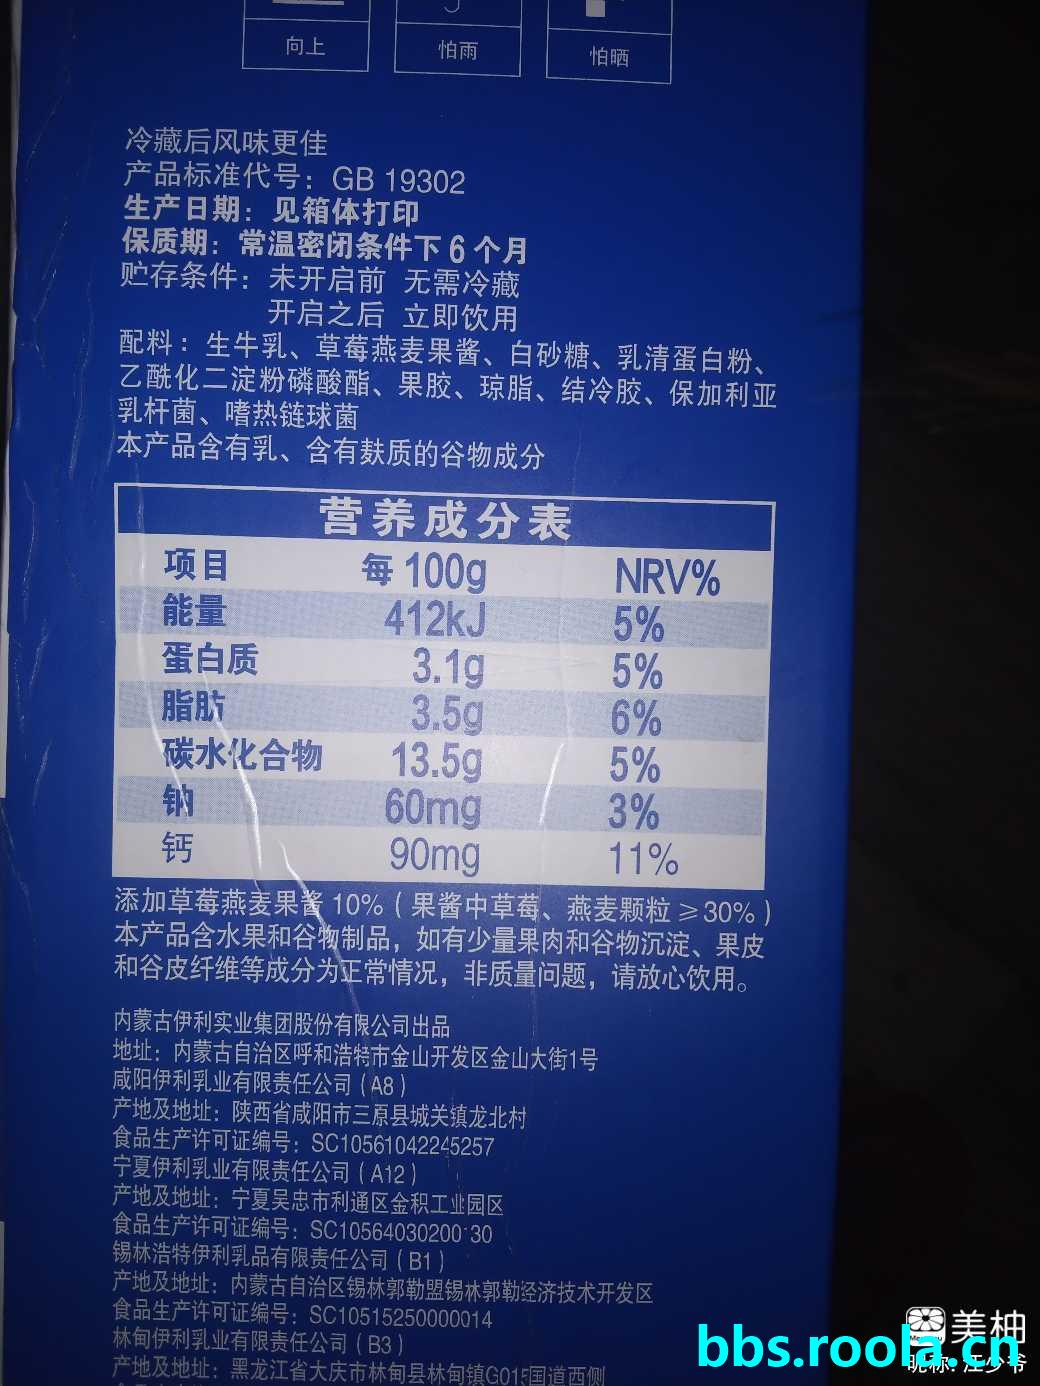 向上 怕雨 怕晒
冷藏后风味更佳
产品标准代号：GB 19302
生产日期：见箱体打印
保质期：常温密闭条件下6个月
贮存条件：未开启前 无需冷藏
开启之后 立即饮用
配料：生牛乳、草莓燕麦果酱、白砂糖、乳清蛋白粉、
乙酰化二淀粉磷酸酯、果胶、琼脂、结冷胶、保加利亚
乳杆菌、嗜热链球菌
本产品含有乳、含有麸质的谷物成分
营养成分表
项目 每100g NRV%
能量 412kJ 5%
蛋白质 3.1g 5%
脂肪 3.5g 6%
碳水化合物 13.5g 5%
钠 60mg 3%
钙 90mg 11%
添加草莓燕麦果酱10%（果酱中草莓、燕麦颗粒≥30%）
本产品含水果和谷物制品，如有少量果肉和谷物沉淀、果皮
和谷皮纤维等成分为正常情况，非质量问题，请放心饮用。
内蒙古伊利实业集团股份有限公司出品
地址：内蒙古自治区呼和浩特市金山开发区金山大街1号
咸阳伊利乳业有限责任公司（A8）
产地及地址：陕西省咸阳市三原县城关镇龙北村
食品生产许可证编号：SC10561042245257
宁夏伊利乳业有限责任公司（A12）
产地及地址：宁夏吴忠市利通区金积工业园区
食品生产许可证编号：SC10564030200130
锡林浩特伊利乳品有限责任公司（B1）
产地及地址：内蒙古自治区锡林郭勒盟锡林郭勒经济技术开发区
食品生产许可证编号：SC10515250000014
林甸伊利乳业有限责任公司（B3）
产地及地址：黑龙江省大庆市林甸县林甸镇G015国道西侧
美柚
bbs.roola.cn
昵称: 汪少爷